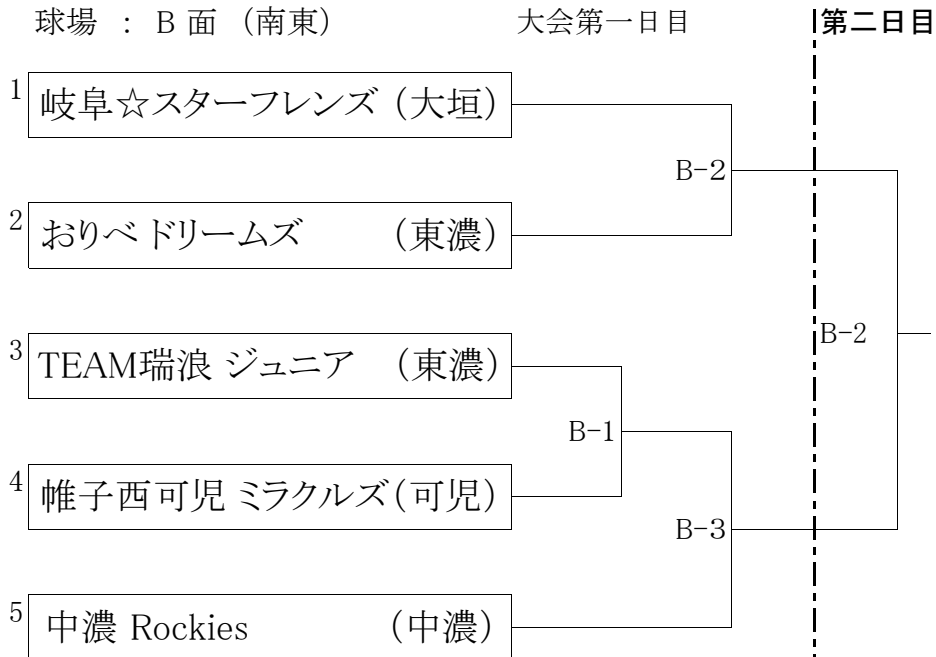 球場 : B 面 (南東) 大会第一日目 第二日目
1 岐阜☆スターフレンズ (大垣)
B-2
2 おりべ ドリームズ (東濃)
B-2
3 TEAM瑞浪 ジュニア (東濃)
B-1
4 帷子西可児 ミラクルズ (可児)
B-3
5 中濃 Rockies (中濃)